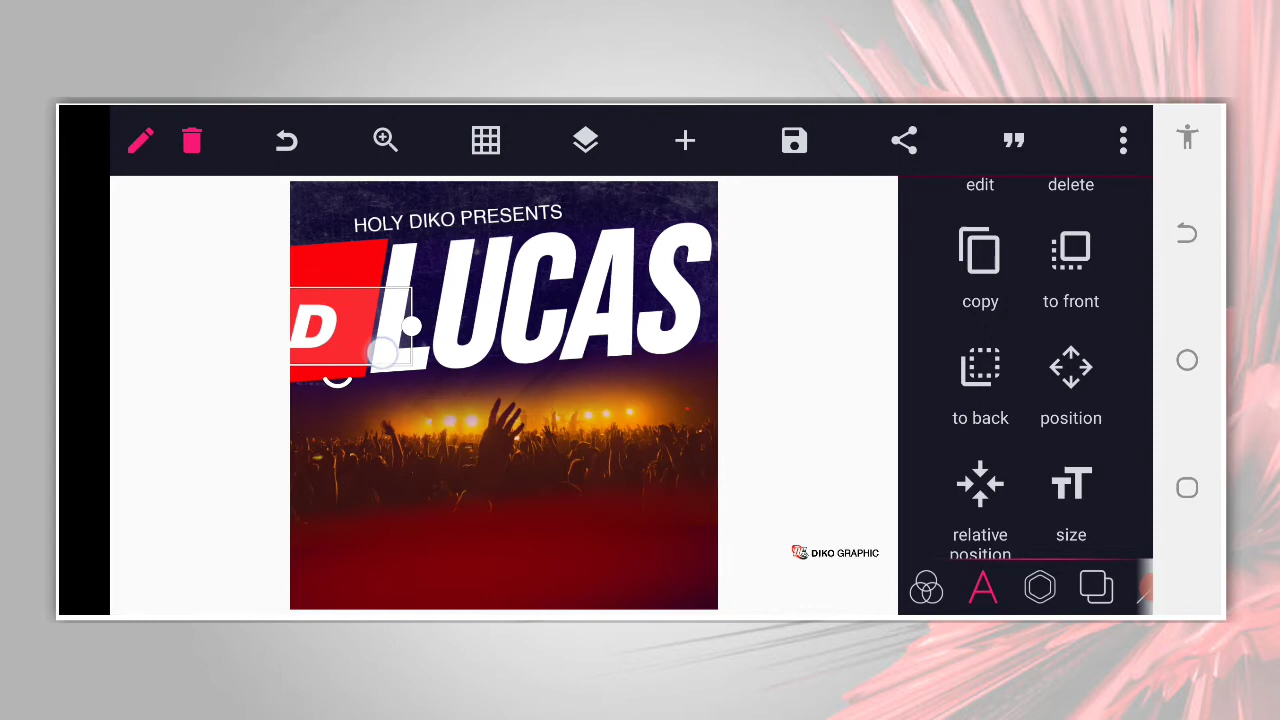 HOLY DIKO PRESENTS
LUCAS
D
DIKO GRAPHIC
edit
delete
copy
to front
to back
position
relative
position
size